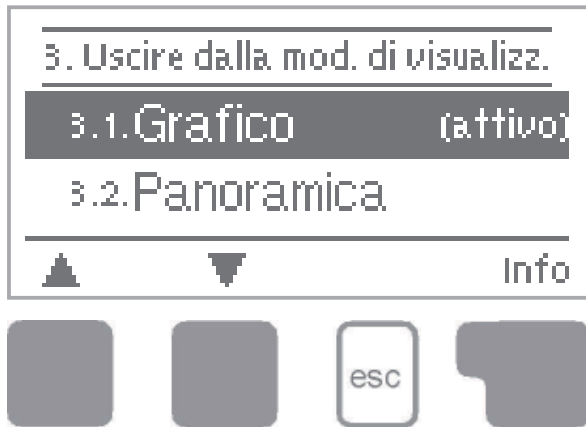 3. Uscire dalla mod. di visualizz.
3.1.Grafico (attivo)
3.2.Panoramica
Info
esc